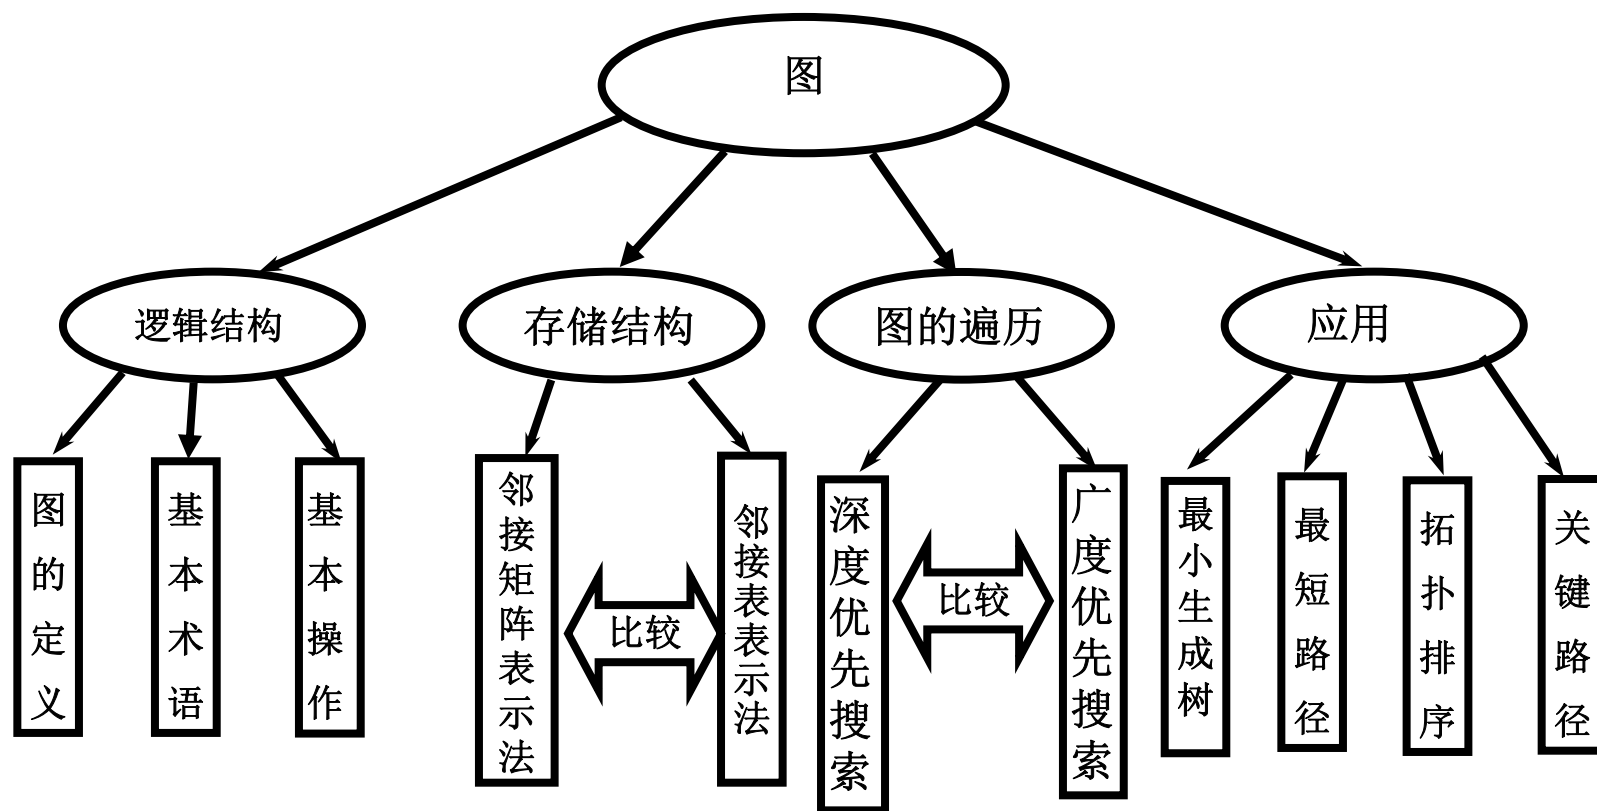 图
逻辑结构
存储结构
图的遍历
应用
图的定义
基本术语
基本操作
邻接矩阵表示法
比较
邻接表表示法
深度优先搜索
比较
广度优先搜索
最小生成树
最短路径
拓扑排序
关键路径